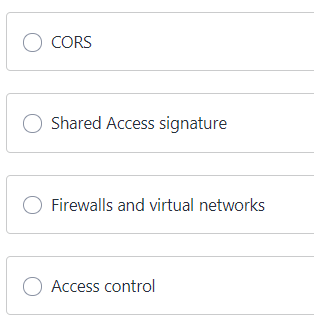 CORS
Shared Access signature
Firewalls and virtual networks
Access control